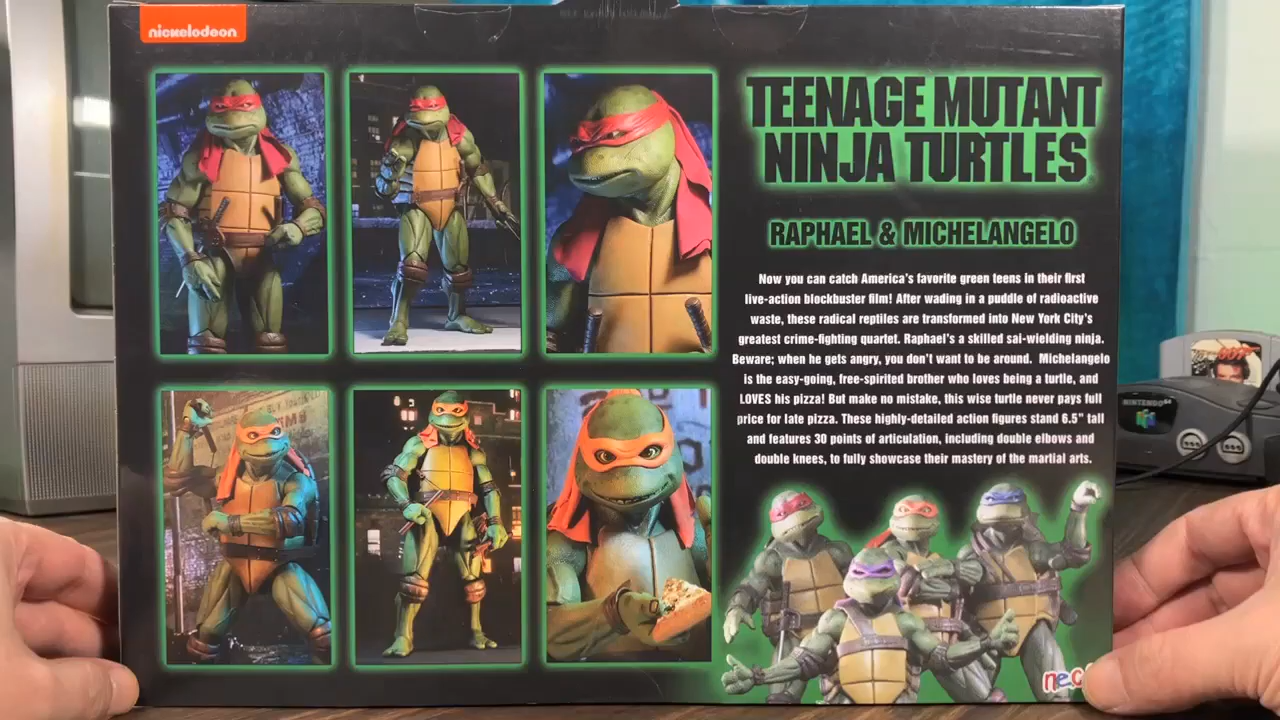 nickelodeon
TEENAGE MUTANT
NINJA TURTLES
RAPHAEL & MICHELANGELO
Now you can catch America's favorite green teens in their first
live-action blockbuster film! After wading in a puddle of radioactive
waste, these radical reptiles are transformed into New York City's
greatest crime-fighting quartet. Raphael's a skilled sai-wielding ninja.
Beware; when he gets angry, you don't want to be around. Michelangelo
is the easy-going, free-spirited brother who loves being a turtle, and
LOVES his pizza! But make no mistake, this wise turtle never pays full
price for late pizza. These highly-detailed action figures stand 6.5" tall
and features 30 points of articulation, including double elbows and
double knees, to fully showcase their mastery of the martial arts.
007
NINTENDO 64